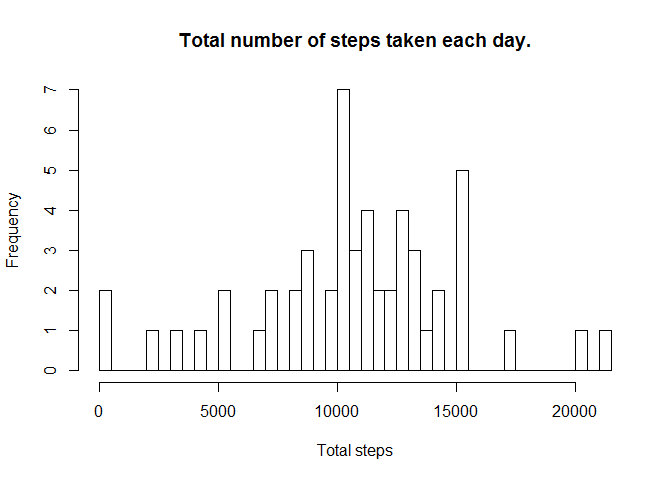 Total number of steps taken each day.
Frequency
7
6
5
4
3
2
1
0
0 5000 10000 15000 20000
Total steps